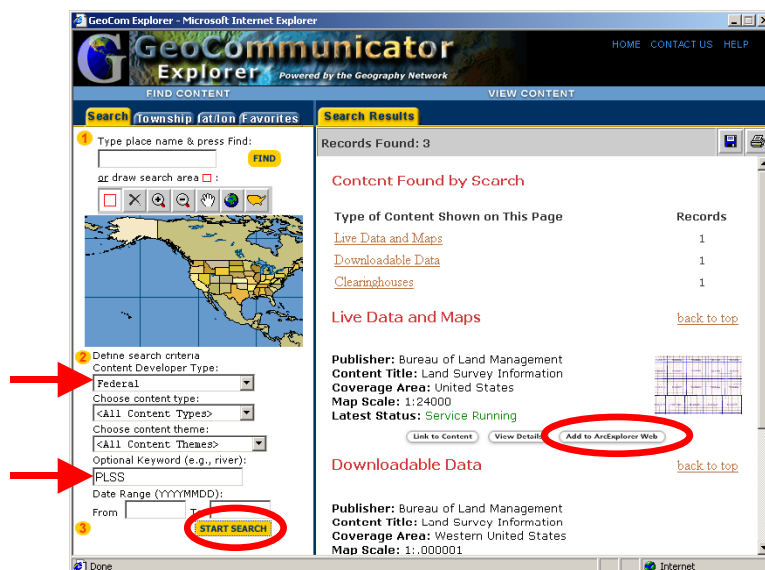 GeoCom Explorer - Microsoft Internet Explorer
GeoCommunicator
Explorer Powered by the Geography Network
HOME CONTACT US HELP
FIND CONTENT
VIEW CONTENT
Search Township Lat/Lon Favorites
1 Type place name & press Find:
FIND
or draw search area :
2 Define search criteria
Content Developer Type:
Federal
Choose content type:
<All Content Types>
Choose content theme:
<All Content Themes>
Optional Keyword (e.g., river):
PLSS
Date Range (YYYYMMDD):
From To
3 START SEARCH
Search Results
Records Found: 3
Content Found by Search
Type of Content Shown on This Page Records
Live Data and Maps 1
Downloadable Data 1
Clearinghouses 1
Live Data and Maps back to top
Publisher: Bureau of Land Management
Content Title: Land Survey Information
Coverage Area: United States
Map Scale: 1:24000
Latest Status: Service Running
Link to Content View Details Add to ArcExplorer Web
Downloadable Data back to top
Publisher: Bureau of Land Management
Content Title: Land Survey Information
Coverage Area: Western United States
Map Scale: 1:.000001
Done Internet